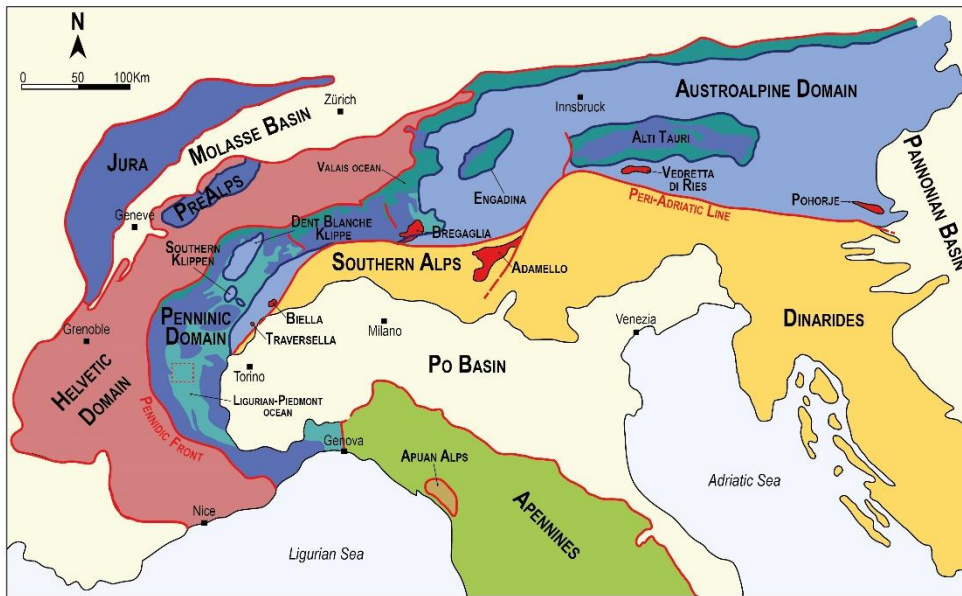 N
0 50 100Km
Zürich
Innsbruck
AUSTROALPINE DOMAIN
MOLASSE BASIN
JURA
ALTI TAURI
VALAIS OCEAN
PREALPS
ENGADINA
VEDRETTA
DI RIES
PANNONIAN BASIN
Geneve
DENT BLANCHE
KLIPPE
PERI-ADRIATIC LINE
POHORJE
SOUTHERN
KLIPPEN
BREGAGLIA
SOUTHERN ALPS
ADAMELLO
PENNINIC
DOMAIN
BIELLA
Milano
Venezia
DINARIDES
Grenoble
TRAVERSELLA
HELVETIC
DOMAIN
Torino
PO BASIN
LIGURIAN-PIEDMONT
OCEAN
PENNIDIC FRONT
Genova
APUAN ALPS
Adriatic Sea
APENNINES
Nice
Ligurian Sea